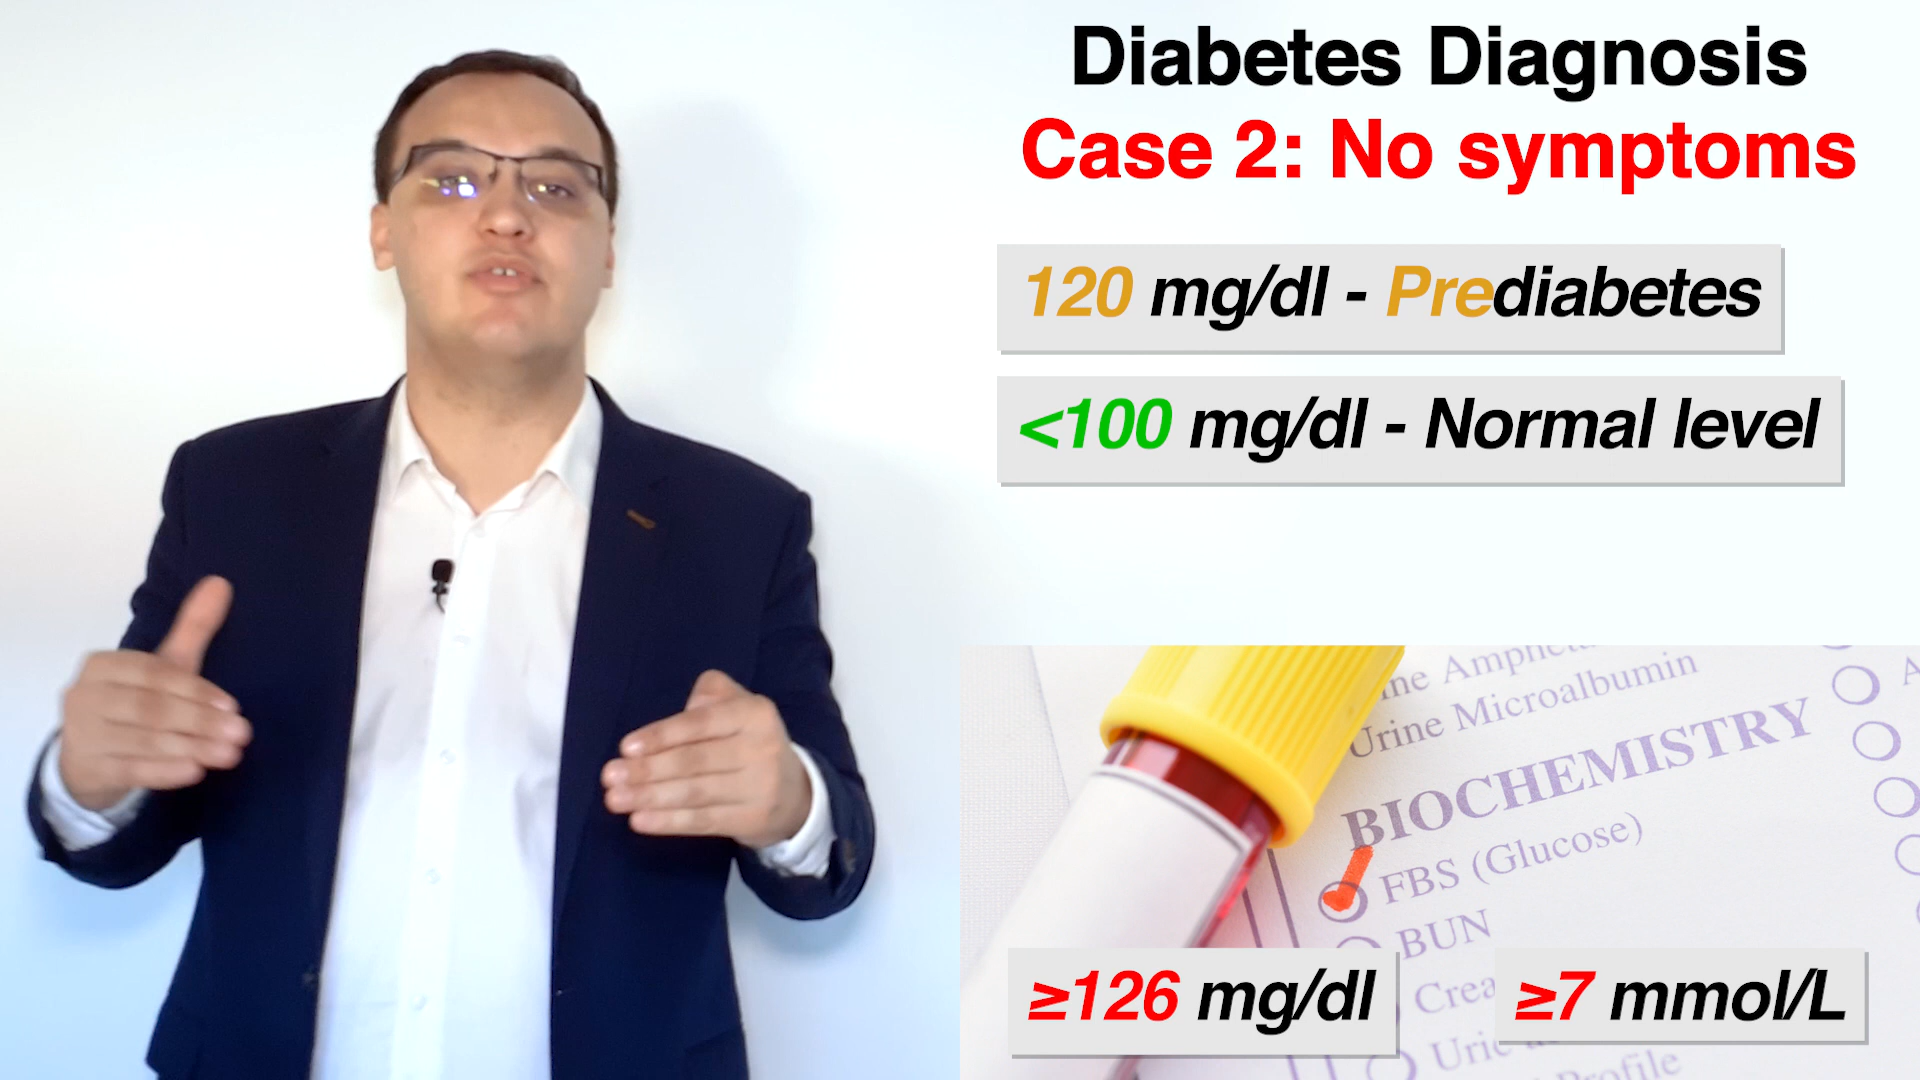 Diabetes Diagnosis
Case 2: No symptoms
120 mg/dl - Prediabetes
<100 mg/dl - Normal level
Urine Microalbumin
BIOCHEMISTRY
FBS (Glucose)
BUN
≥126 mg/dl
≥7 mmol/L
Profile